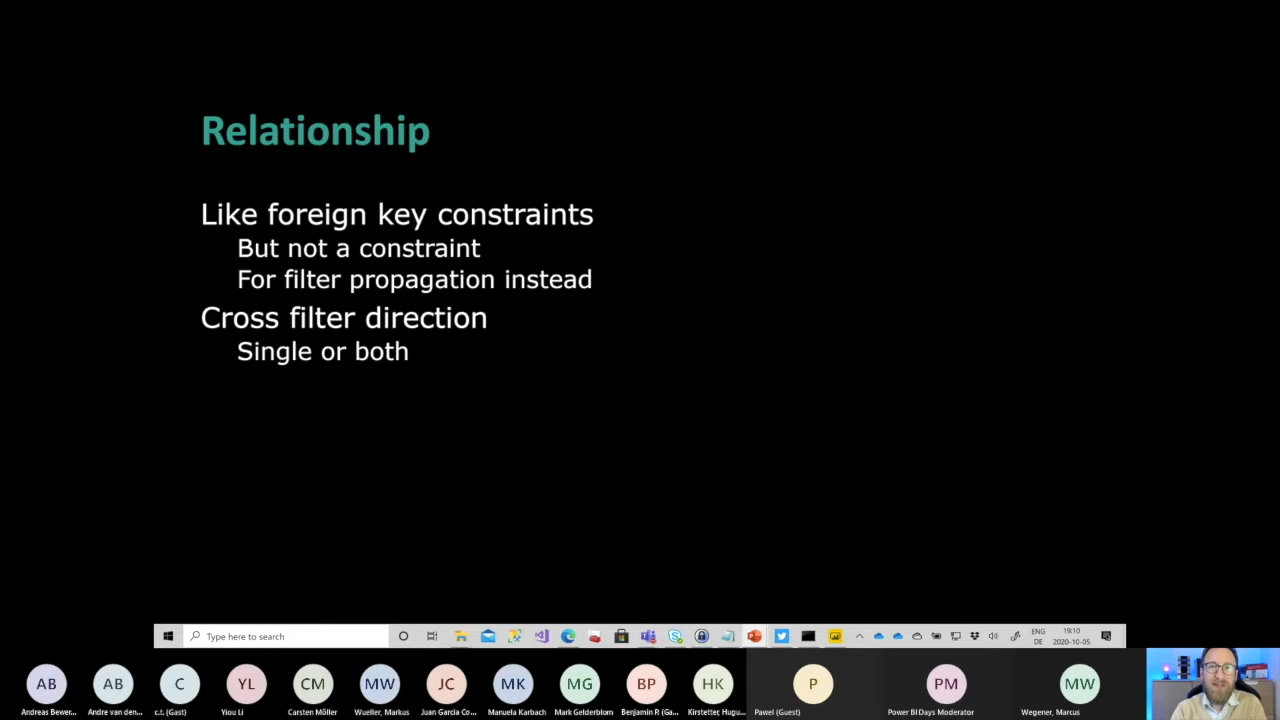 Relationship
Like foreign key constraints
But not a constraint
For filter propagation instead
Cross filter direction
Single or both
Type here to search
ENG
DE
19:10
2020-10-05
AB
AB
C
YL
CM
MW
JC
MK
MG
BP
HK
P
PM
MW
Andreas Bewer...
Andre van den...
c.t. (Gast)
Yiou Li
Carsten Möller
Wueller, Markus
Juan Garcia Co...
Manuela Karbach
Mark Gelderblom
Benjamin R (Ga...
Kirstetter, Hugu...
Pawel (Guest)
Power BI Days Moderator
Wegener, Marcus